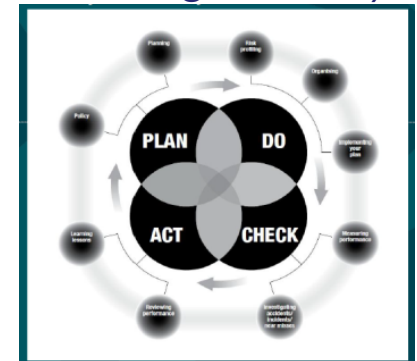 Planning
Risk
profiling
Organising
Policy
Implementing
your
plan
PLAN
DO
ACT
CHECK
Learning
lessons
Measuring
performance
Reviewing
performance
Investigating
accidents/
incidents/
near misses